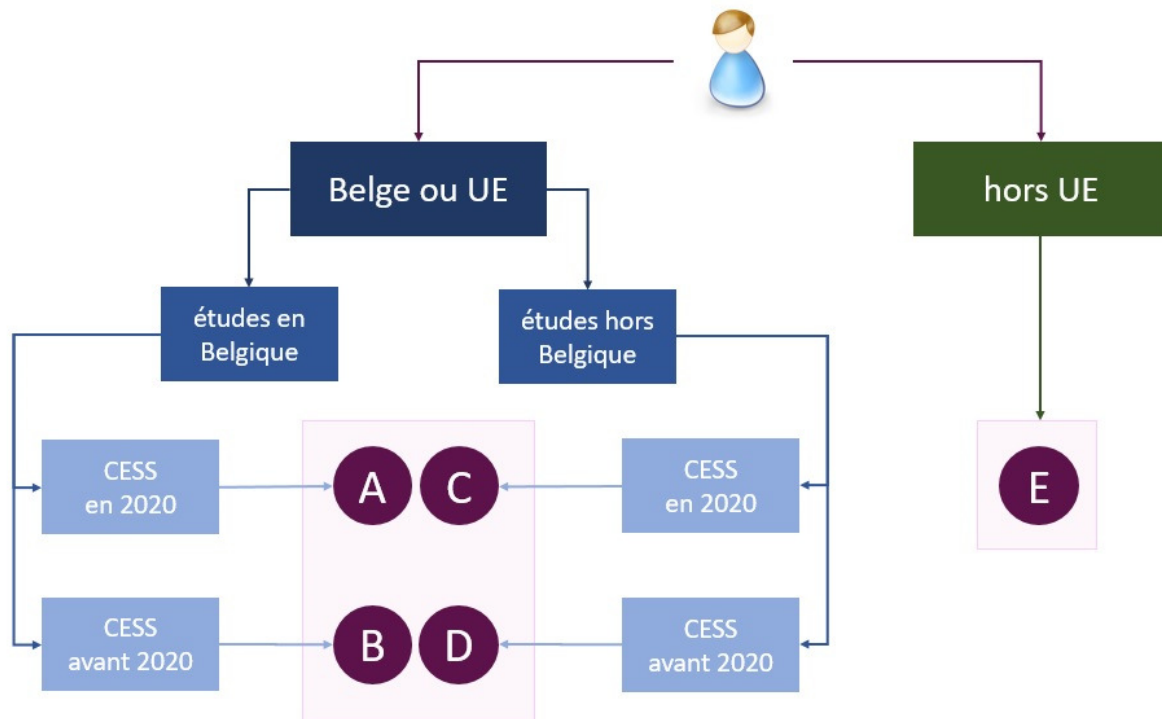 Belge ou UE
hors UE
études en
Belgique
études hors
Belgique
CESS
en 2020
A
C
CESS
en 2020
E
CESS
avant 2020
B
D
CESS
avant 2020